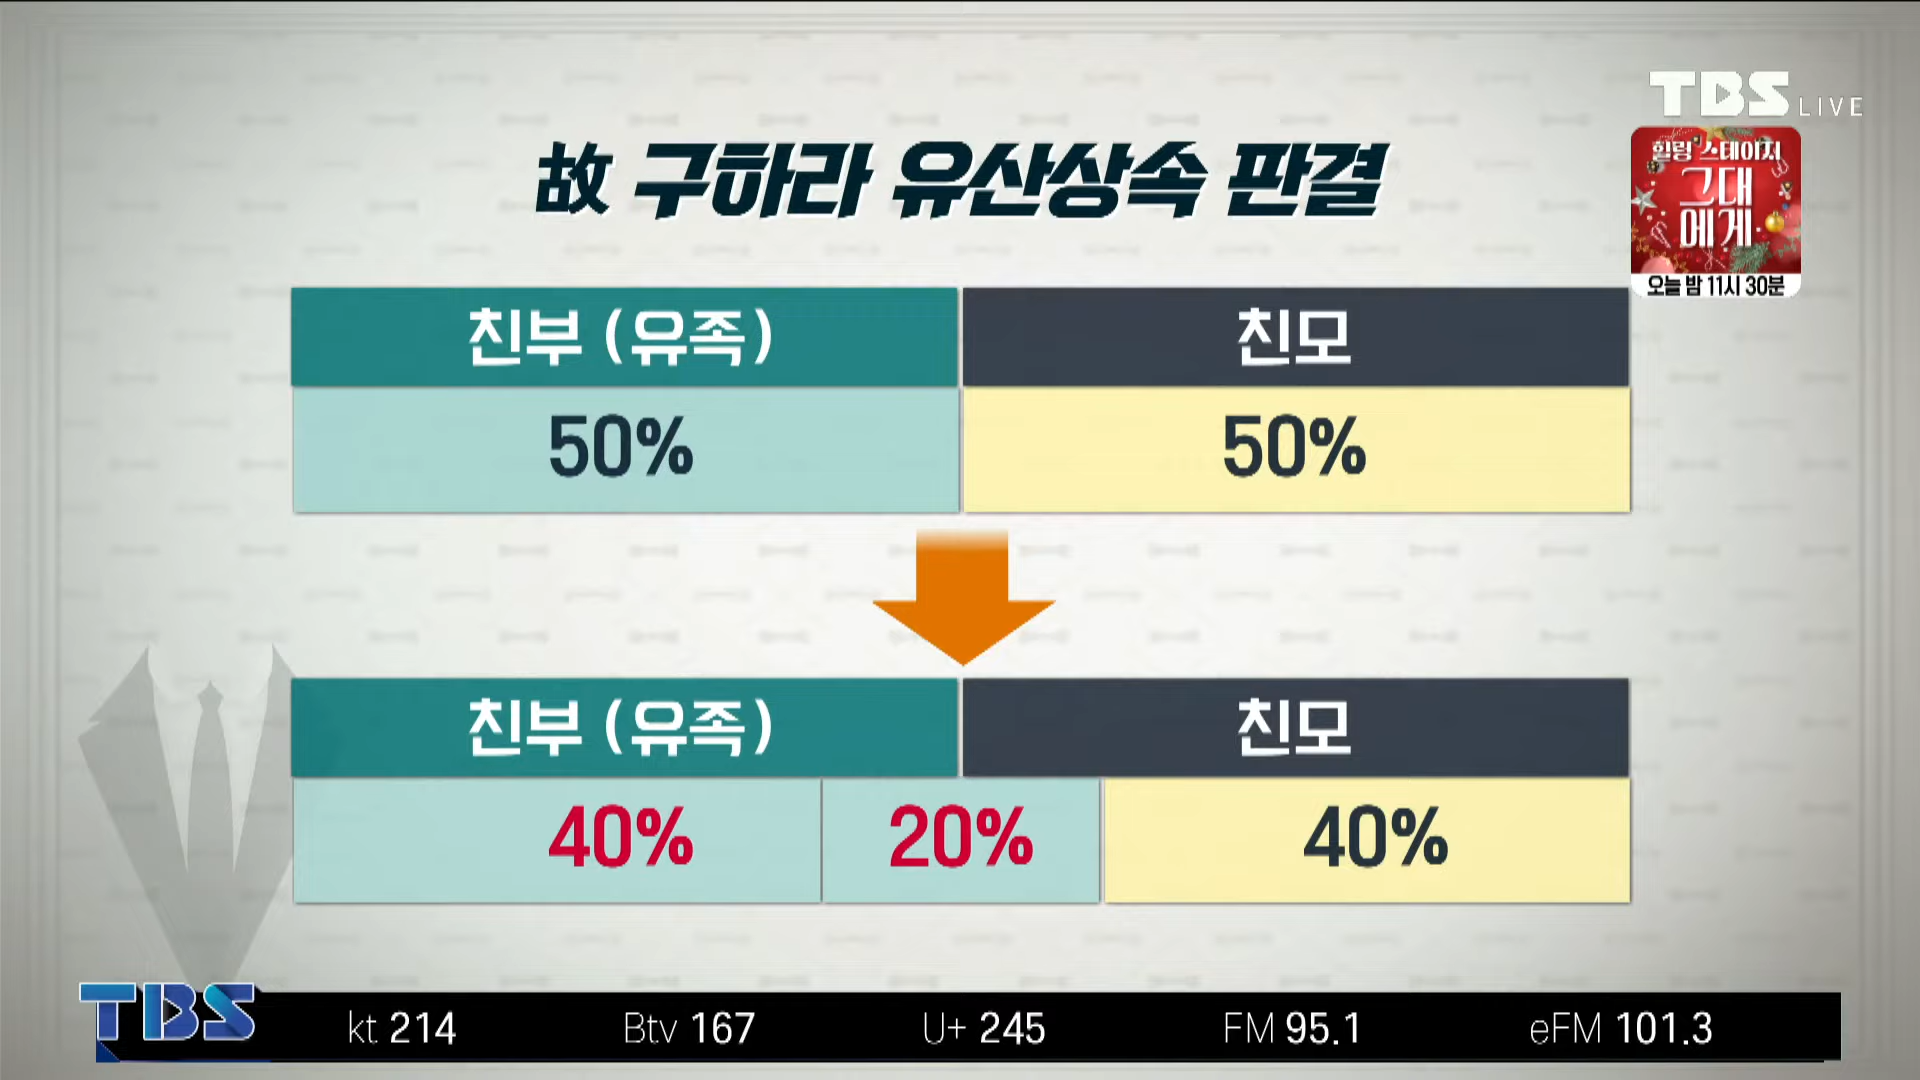 TBS LIVE
힐링 스테이지
그대
에게
오늘 밤 11시 30분
故 구하라 유산상속 판결
친부 (유족) 친모
50% 50%
친부 (유족) 친모
40% 20% 40%
TBS kt 214 Btv 167 U+ 245 FM 95.1 eFM 101.3